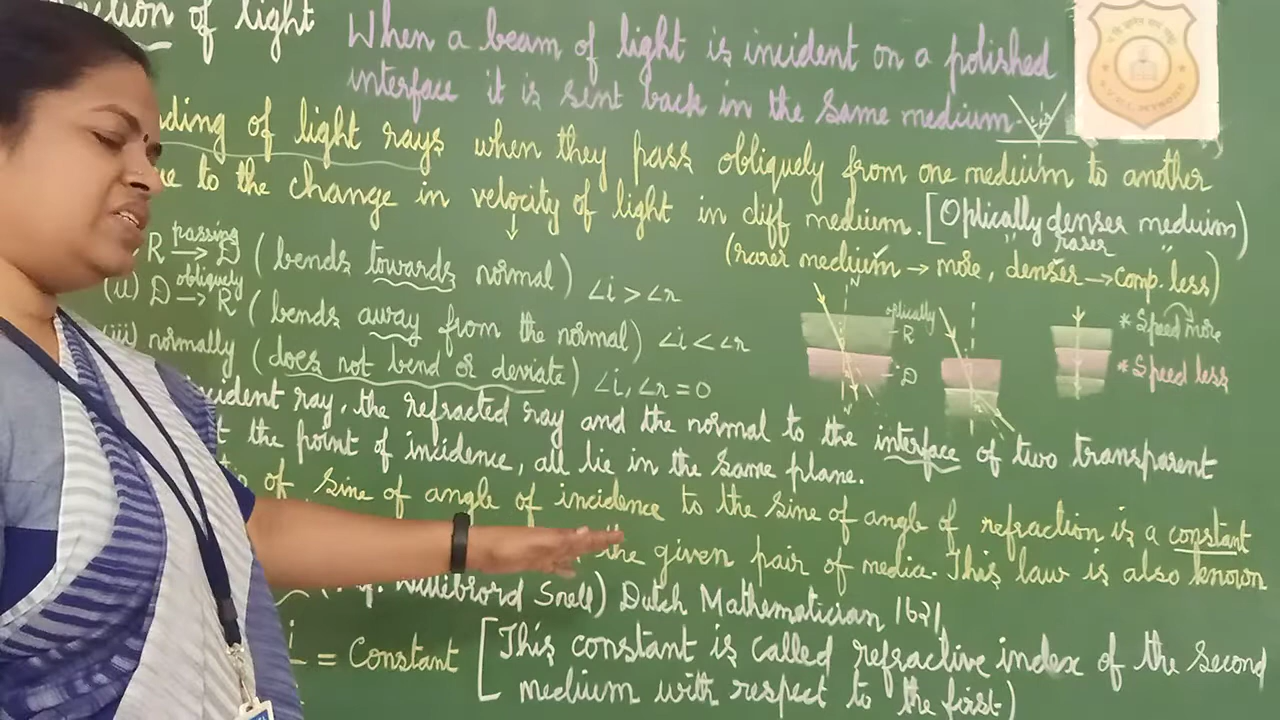 of light
When a beam of light is incident on a polished
interface it is sent back in the same medium.
ding of light rays when they pass obliquely from one medium to another
to the change in velocity of light in diff medium. [Optically denser medium)
" rarer "
(rarer medium → more, denser → comp. less)
R passing → D (bends towards normal) ∠i > ∠r
(ii) D obliquely → R (bends away from the normal) ∠i < ∠r
(iii) normally (does not bend or deviate) ∠i, ∠r = 0
N
optically
R
D
* Speed more
* Speed less
cident ray, the refracted ray and the normal to the interface of two transparent
the point of incidence, all lie in the same plane.
of sine of angle of incidence to the sine of angle of refraction is a constant
the given pair of media. This law is also known
Willebrord Snell) Dutch Mathematician 1621
i = Constant [This constant is called refractive index of the second
medium with respect to the first)